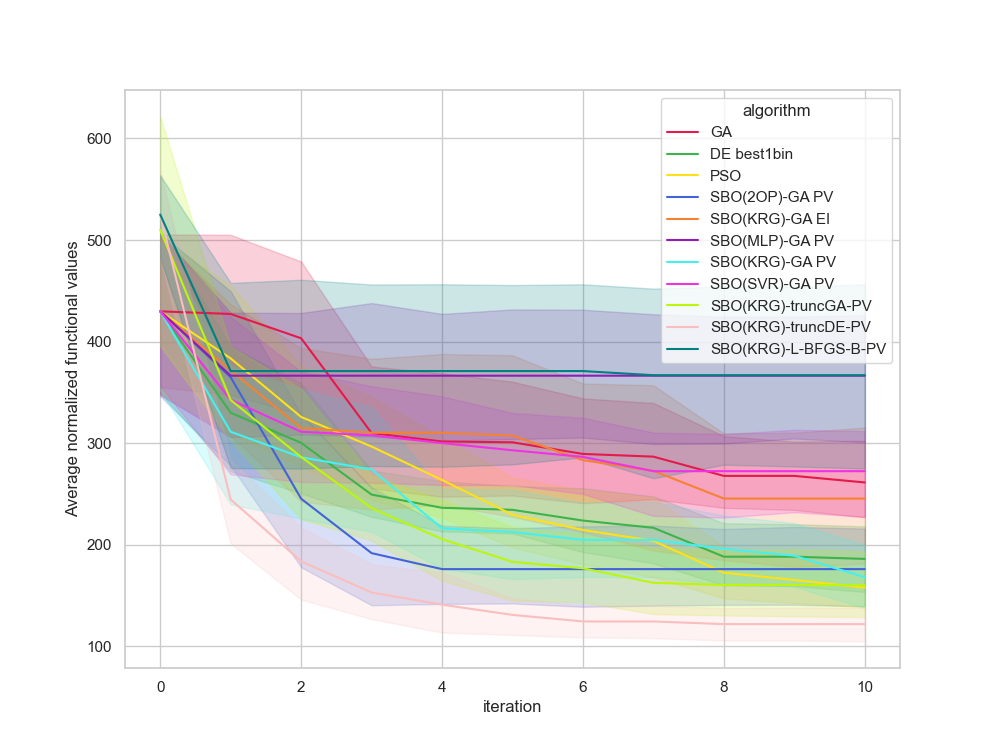 algorithm
GA
DE best1bin
PSO
SBO(2OP)-GA PV
SBO(KRG)-GA EI
SBO(MLP)-GA PV
SBO(KRG)-GA PV
SBO(SVR)-GA PV
SBO(KRG)-truncGA-PV
SBO(KRG)-truncDE-PV
SBO(KRG)-L-BFGS-B-PV
Average normalized functional values
600
500
400
300
200
100
0 2 4 6 8 10
iteration